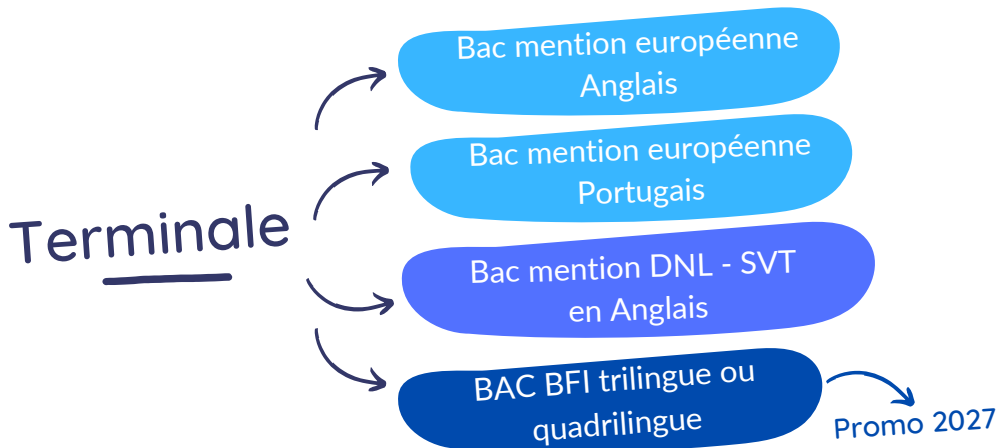 Terminale
Bac mention européenne
Anglais
Bac mention européenne
Portugais
Bac mention DNL - SVT
en Anglais
BAC BFI trilingue ou
quadrilingue
Promo 2027